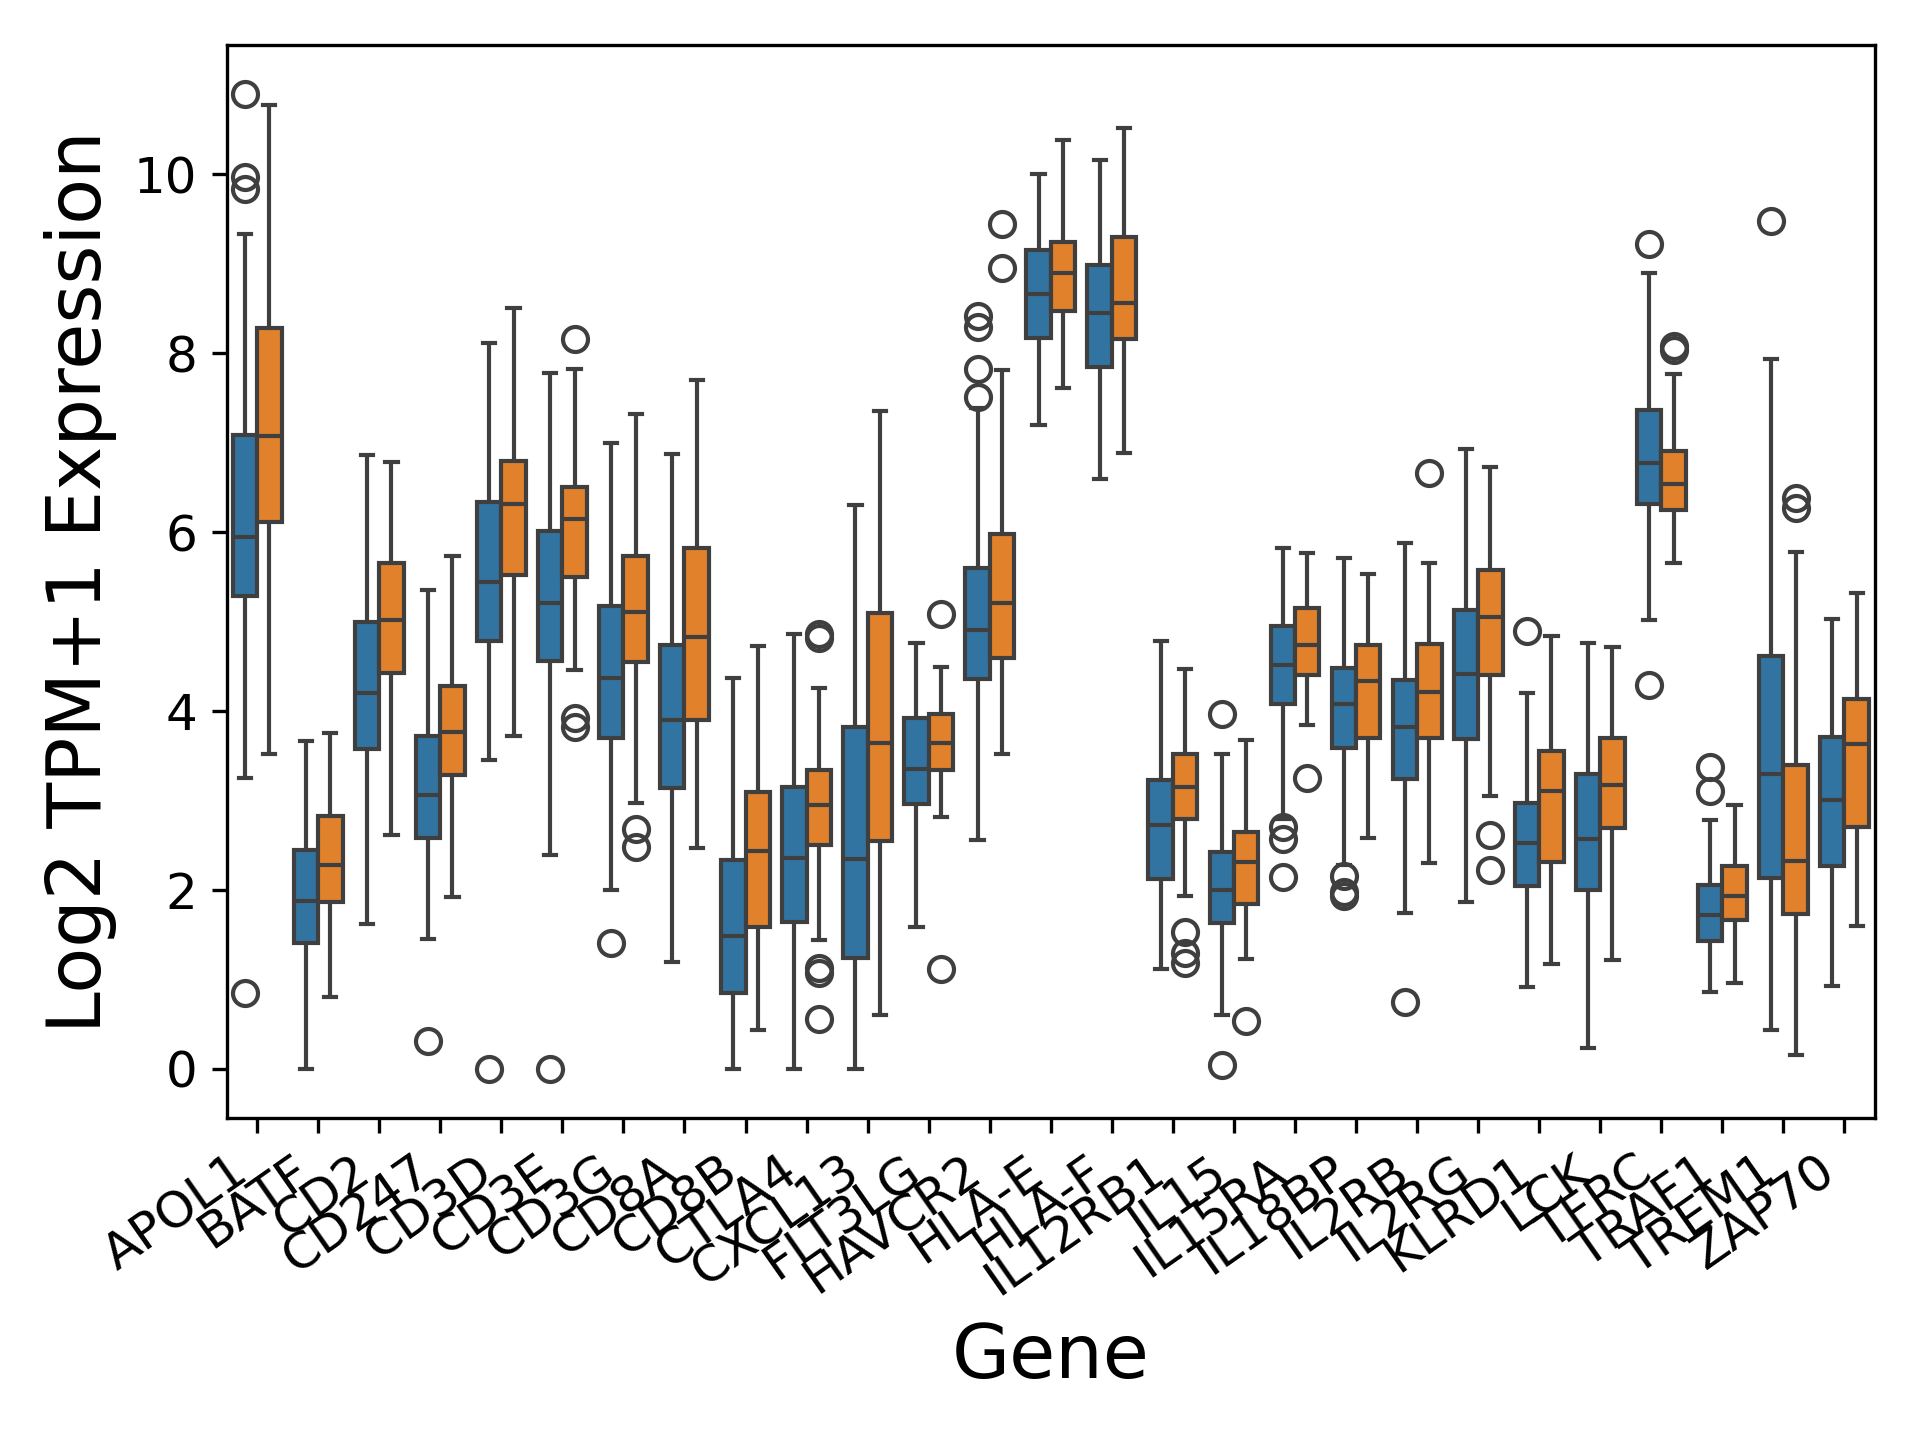 Log2 TPM+1 Expression
10
8
6
4
2
0
APOL1
BATF
CD2
CD247
CD3D
CD3E
CD3G
CD8A
CD8B
CTLA4
CXCL13
FLT3LG
HAVCR2
HLA-E
HLA-F
IL12RB1
IL15
IL15RA
IL18BP
IL2RB
IL2RG
KLRD1
LCK
TFRC
TRAF1
TREM1
ZAP70
Gene